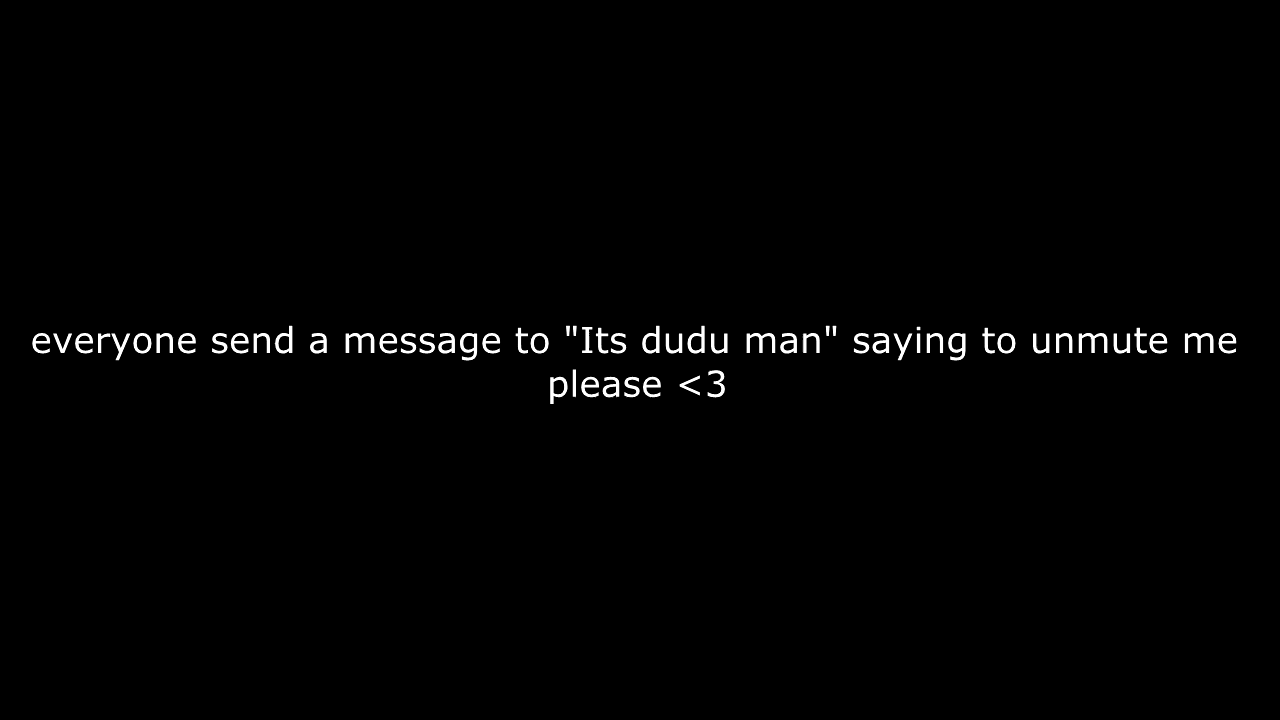 everyone send a message to "Its dudu man" saying to unmute me
please <3